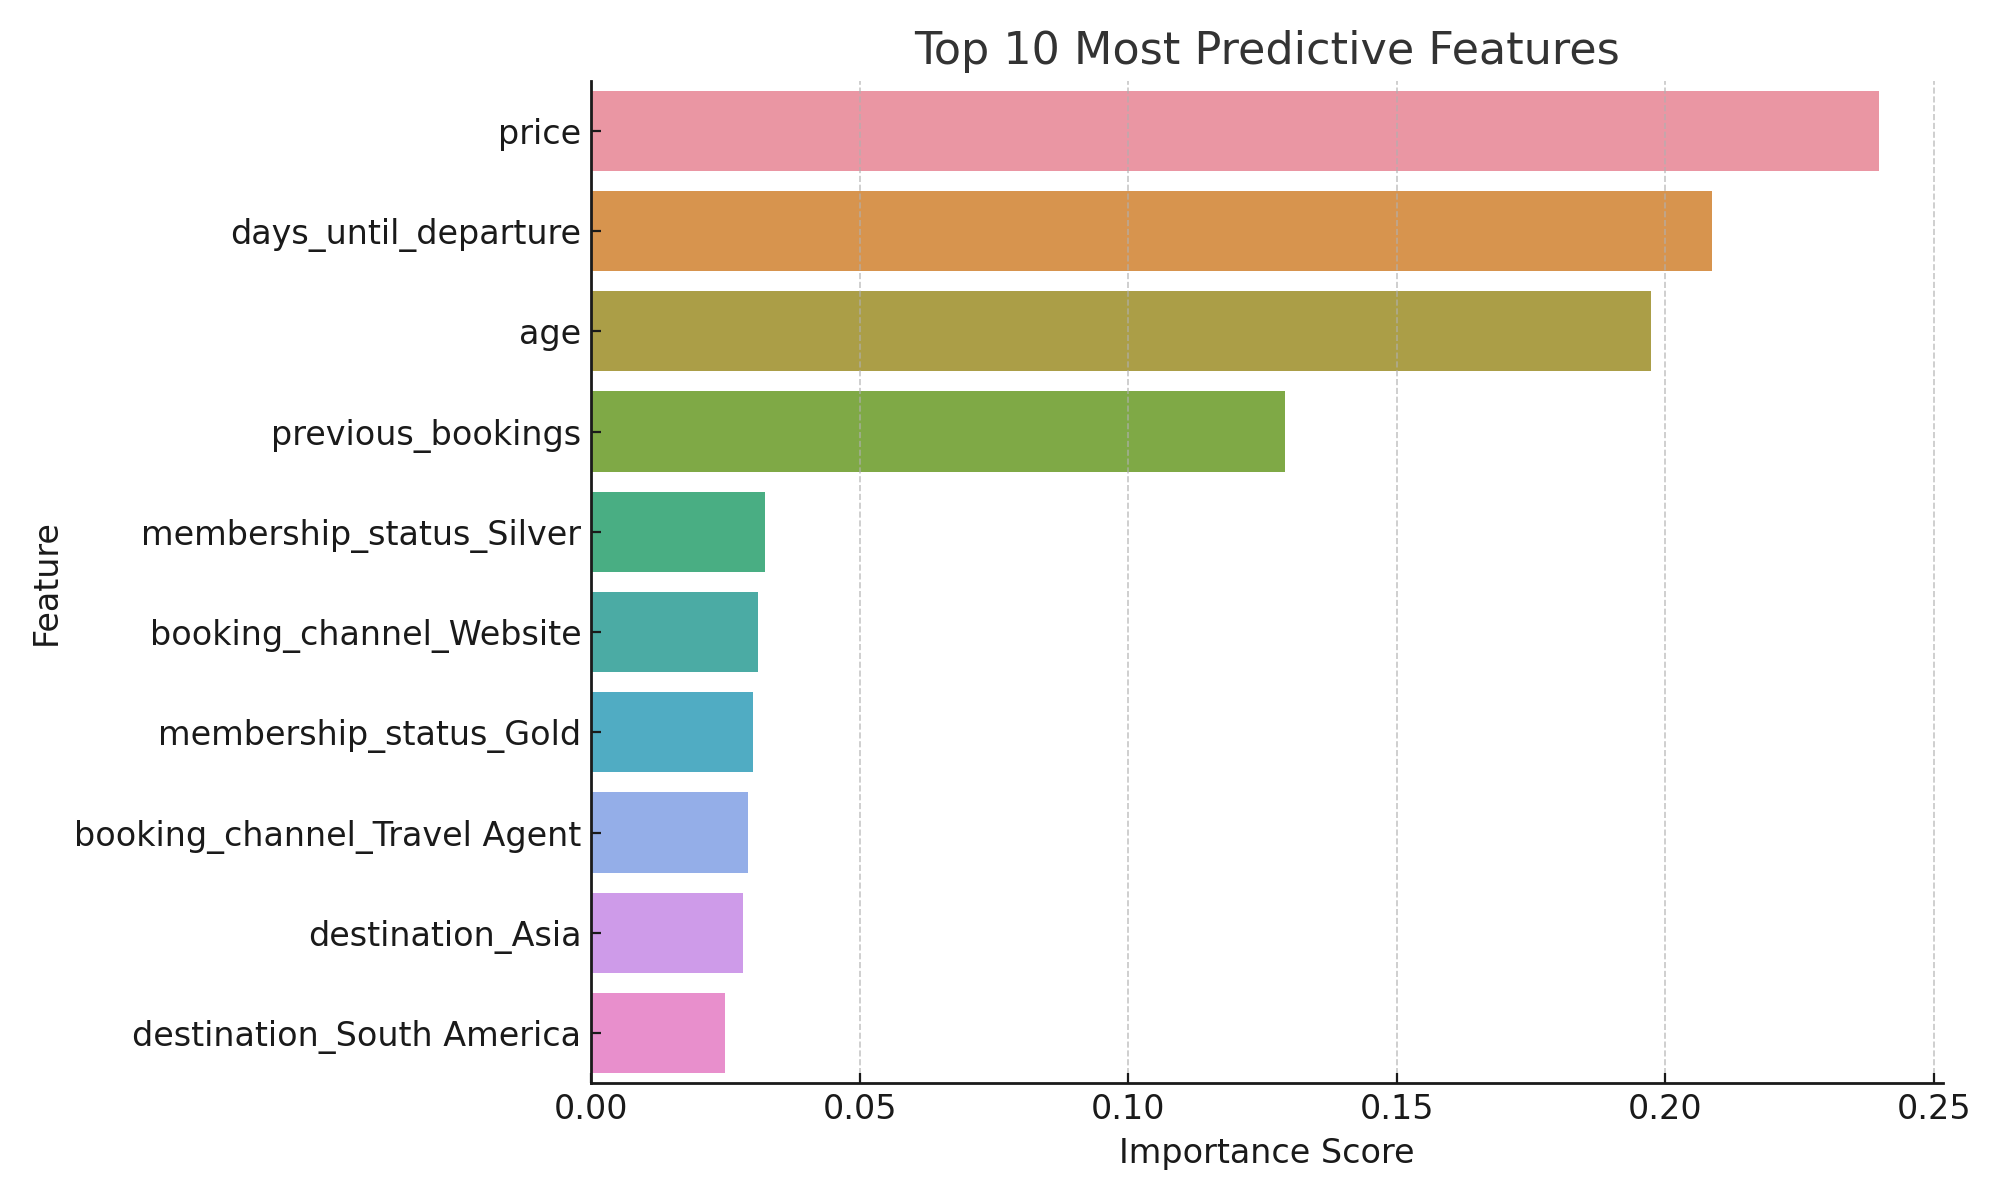 Top 10 Most Predictive Features
price
days_until_departure
age
previous_bookings
membership_status_Silver
booking_channel_Website
membership_status_Gold
booking_channel_Travel Agent
destination_Asia
destination_South America
Feature
0.00 0.05 0.10 0.15 0.20 0.25
Importance Score